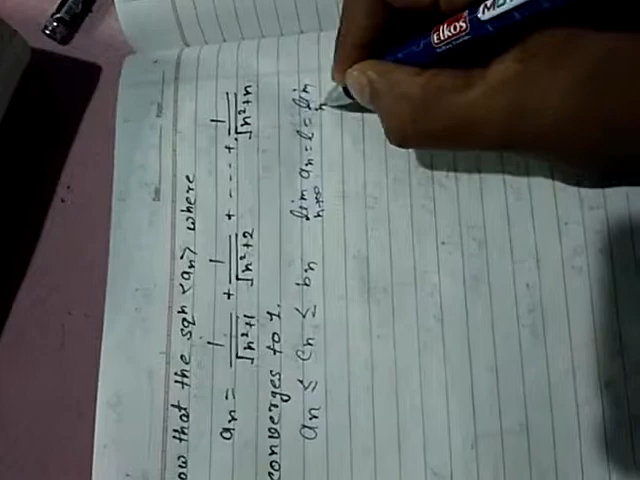 ow that the sqn <an> where
an = 1/√n²+1 + 1/√n²+2 + ---- + 1/√n²+n
converges to 1.
an ≤ cn ≤ bn lim n→∞ an = l = lim n
Elkos